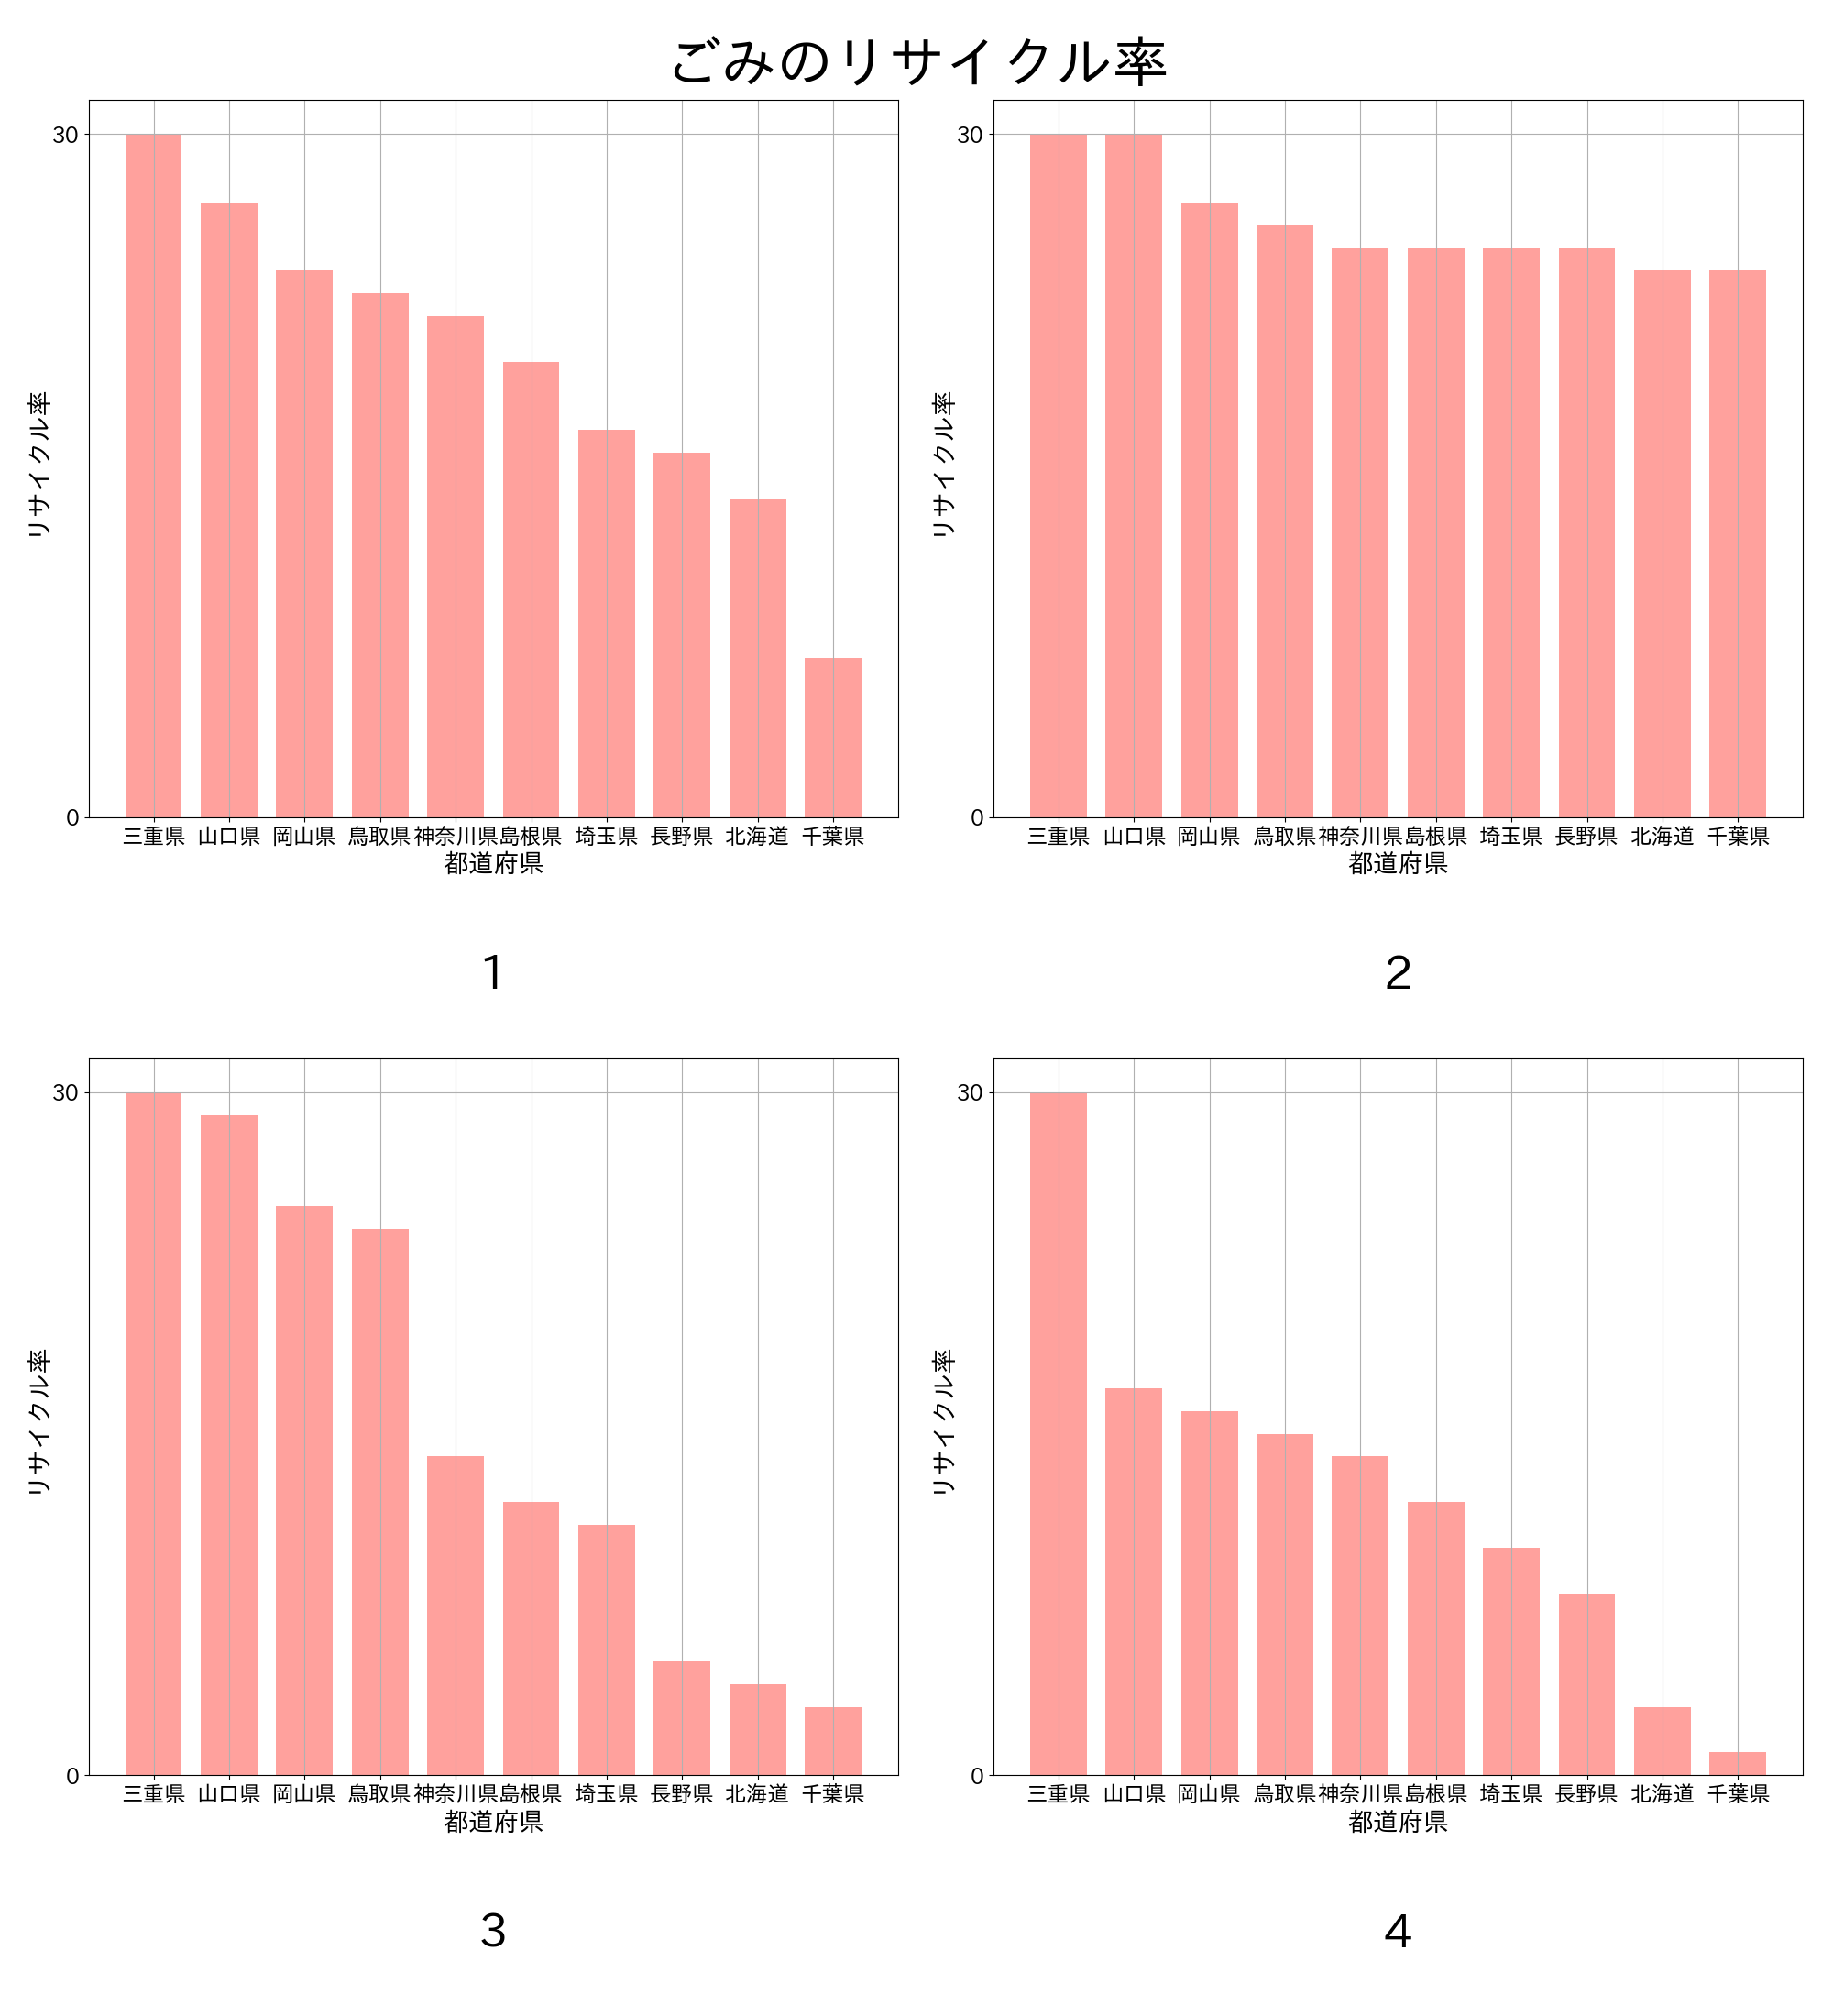 ごみのリサイクル率
30
0
リサイクル率
三重県 山口県 岡山県 鳥取県 神奈川県 島根県 埼玉県 長野県 北海道 千葉県
都道府県
1
30
0
リサイクル率
三重県 山口県 岡山県 鳥取県 神奈川県 島根県 埼玉県 長野県 北海道 千葉県
都道府県
2
30
0
リサイクル率
三重県 山口県 岡山県 鳥取県 神奈川県 島根県 埼玉県 長野県 北海道 千葉県
都道府県
3
30
0
リサイクル率
三重県 山口県 岡山県 鳥取県 神奈川県 島根県 埼玉県 長野県 北海道 千葉県
都道府県
4